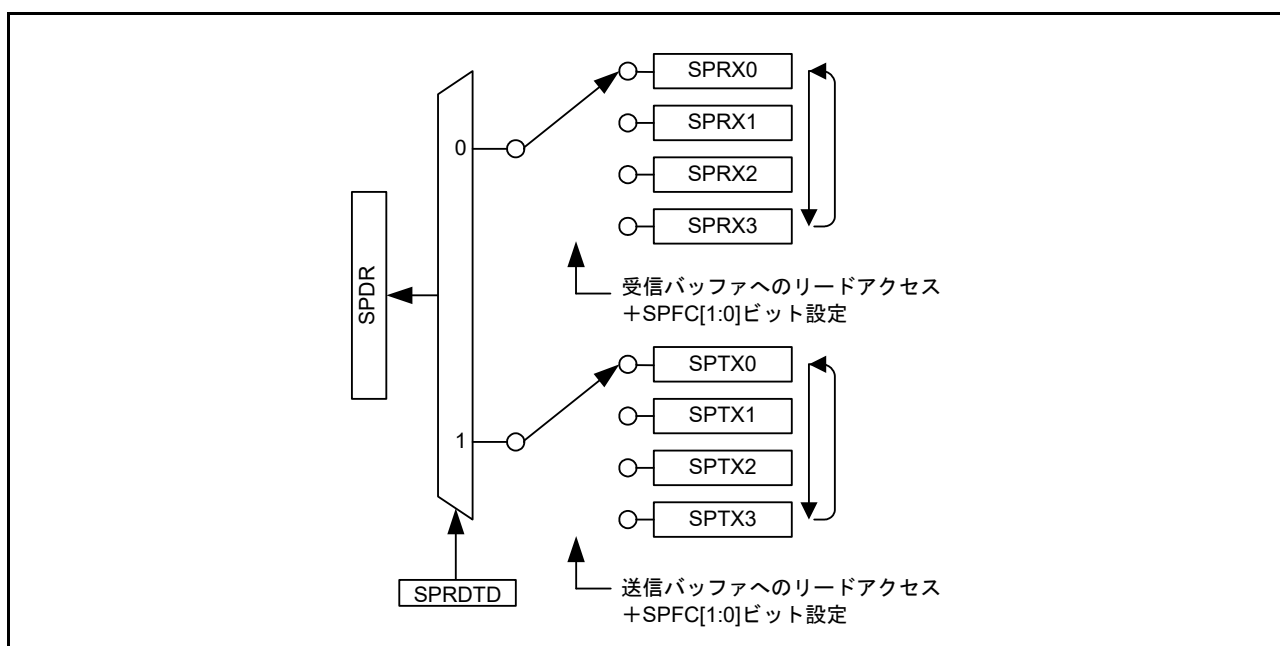 SPRX0
SPRX1
0
SPRX2
SPRX3
SPDR
受信バッファへのリードアクセス
+SPFC[1:0]ビット設定
SPTX0
SPTX1
1
SPTX2
SPTX3
SPRDTD
送信バッファへのリードアクセス
+SPFC[1:0]ビット設定